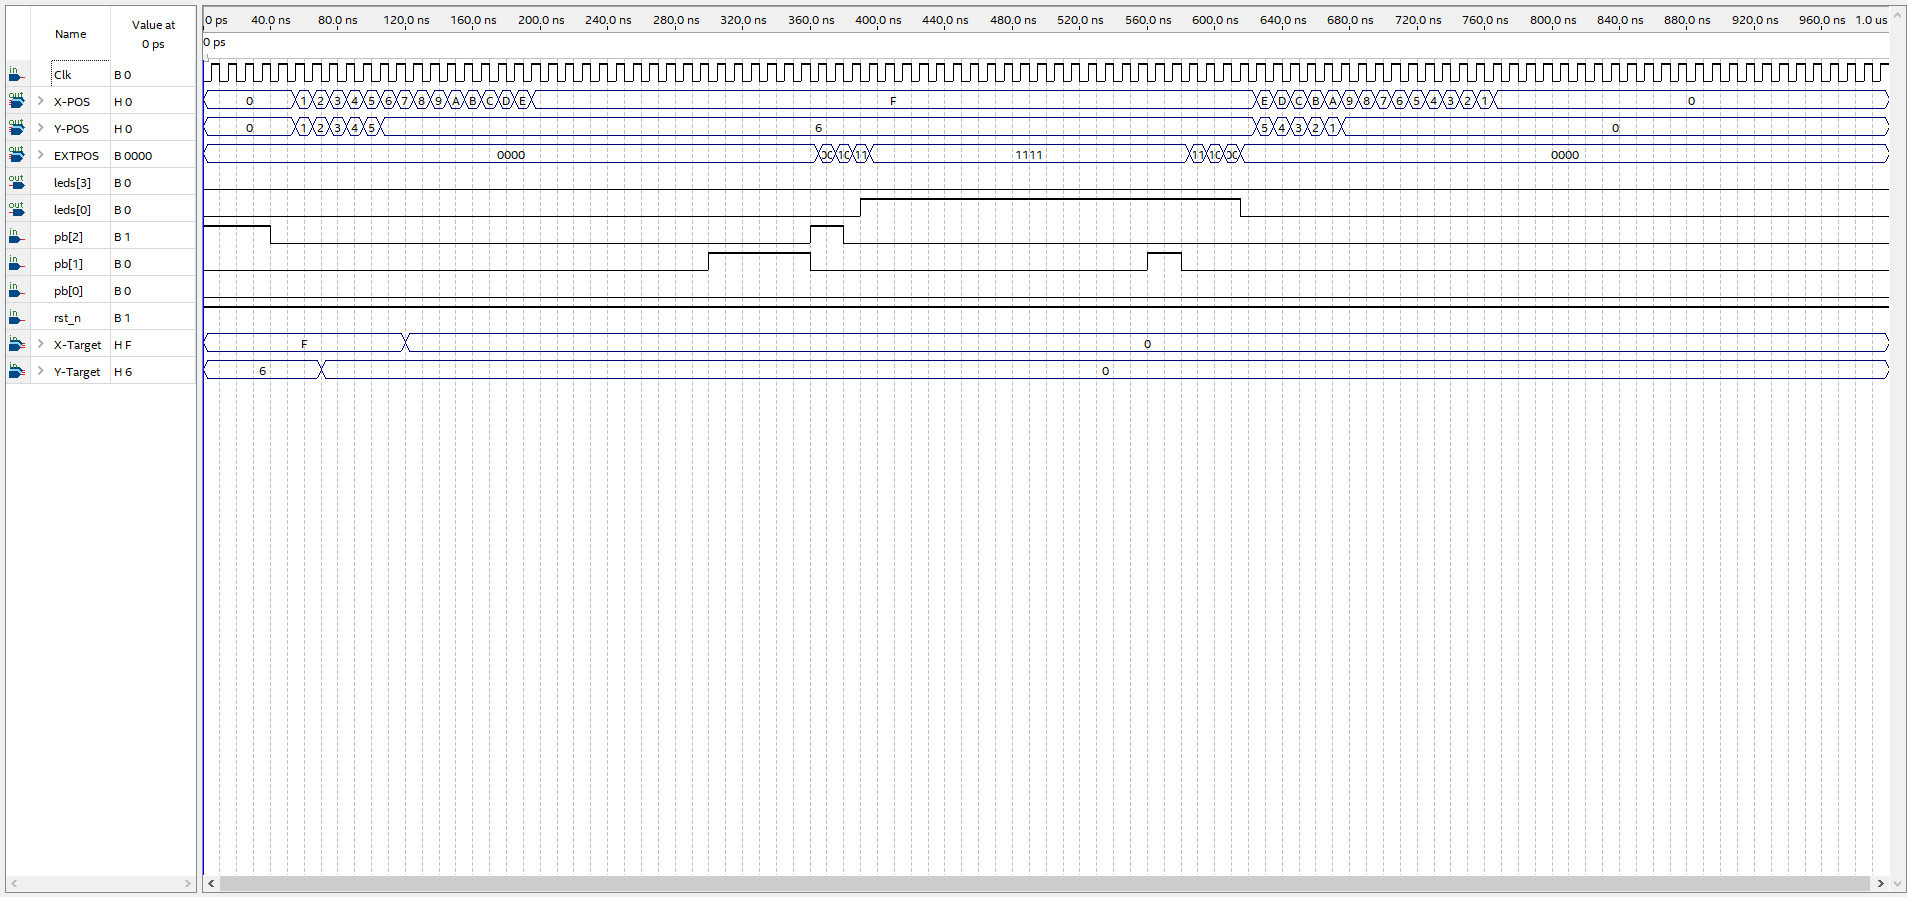 Name Value at 0 ps
0 ps 40.0 ns 80.0 ns 120.0 ns 160.0 ns 200.0 ns 240.0 ns 280.0 ns 320.0 ns 360.0 ns 400.0 ns 440.0 ns 480.0 ns 520.0 ns 560.0 ns 600.0 ns 640.0 ns 680.0 ns 720.0 ns 760.0 ns 800.0 ns 840.0 ns 880.0 ns 920.0 ns 960.0 ns 1.0 us
0 ps
in Clk B 0
out X-POS H 0 0 1 2 3 4 5 6 7 8 9 A B C D E F E D C B A 9 8 7 6 5 4 3 2 1 0
out Y-POS H 0 0 1 2 3 4 5 6 5 4 3 2 1 0
out EXTPOS B 0000 0000 1111 0000
out leds[3] B 0
out leds[0] B 0
in pb[2] B 1
in pb[1] B 0
in pb[0] B 0
in rst_n B 1
in X-Target H F F 0
in Y-Target H 6 6 0